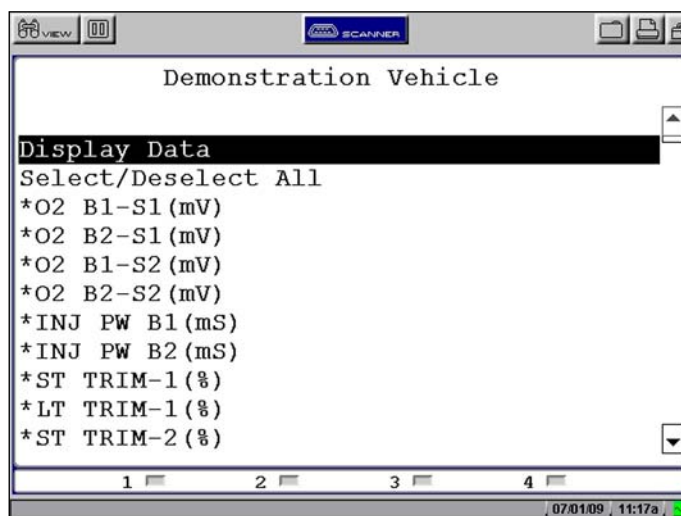 VIEW SCANNER
Demonstration Vehicle
Display Data
Select/Deselect All
*O2 B1-S1(mV)
*O2 B2-S1(mV)
*O2 B1-S2(mV)
*O2 B2-S2(mV)
*INJ PW B1(mS)
*INJ PW B2(mS)
*ST TRIM-1(%)
*LT TRIM-1(%)
*ST TRIM-2(%)
1 2 3 4
07/01/09 11:17a